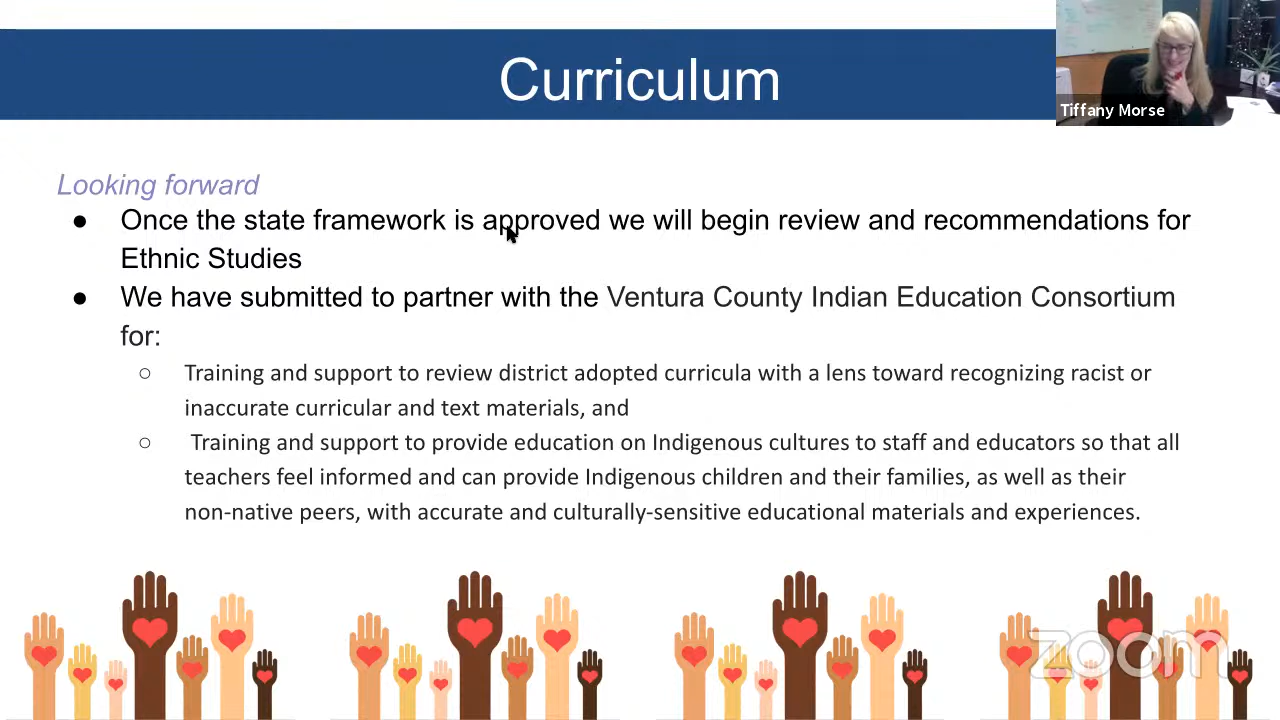 Curriculum
Tiffany Morse
Looking forward
● Once the state framework is approved we will begin review and recommendations for
Ethnic Studies
● We have submitted to partner with the Ventura County Indian Education Consortium
for:
○ Training and support to review district adopted curricula with a lens toward recognizing racist or
inaccurate curricular and text materials, and
○ Training and support to provide education on Indigenous cultures to staff and educators so that all
teachers feel informed and can provide Indigenous children and their families, as well as their
non-native peers, with accurate and culturally-sensitive educational materials and experiences.
zoom